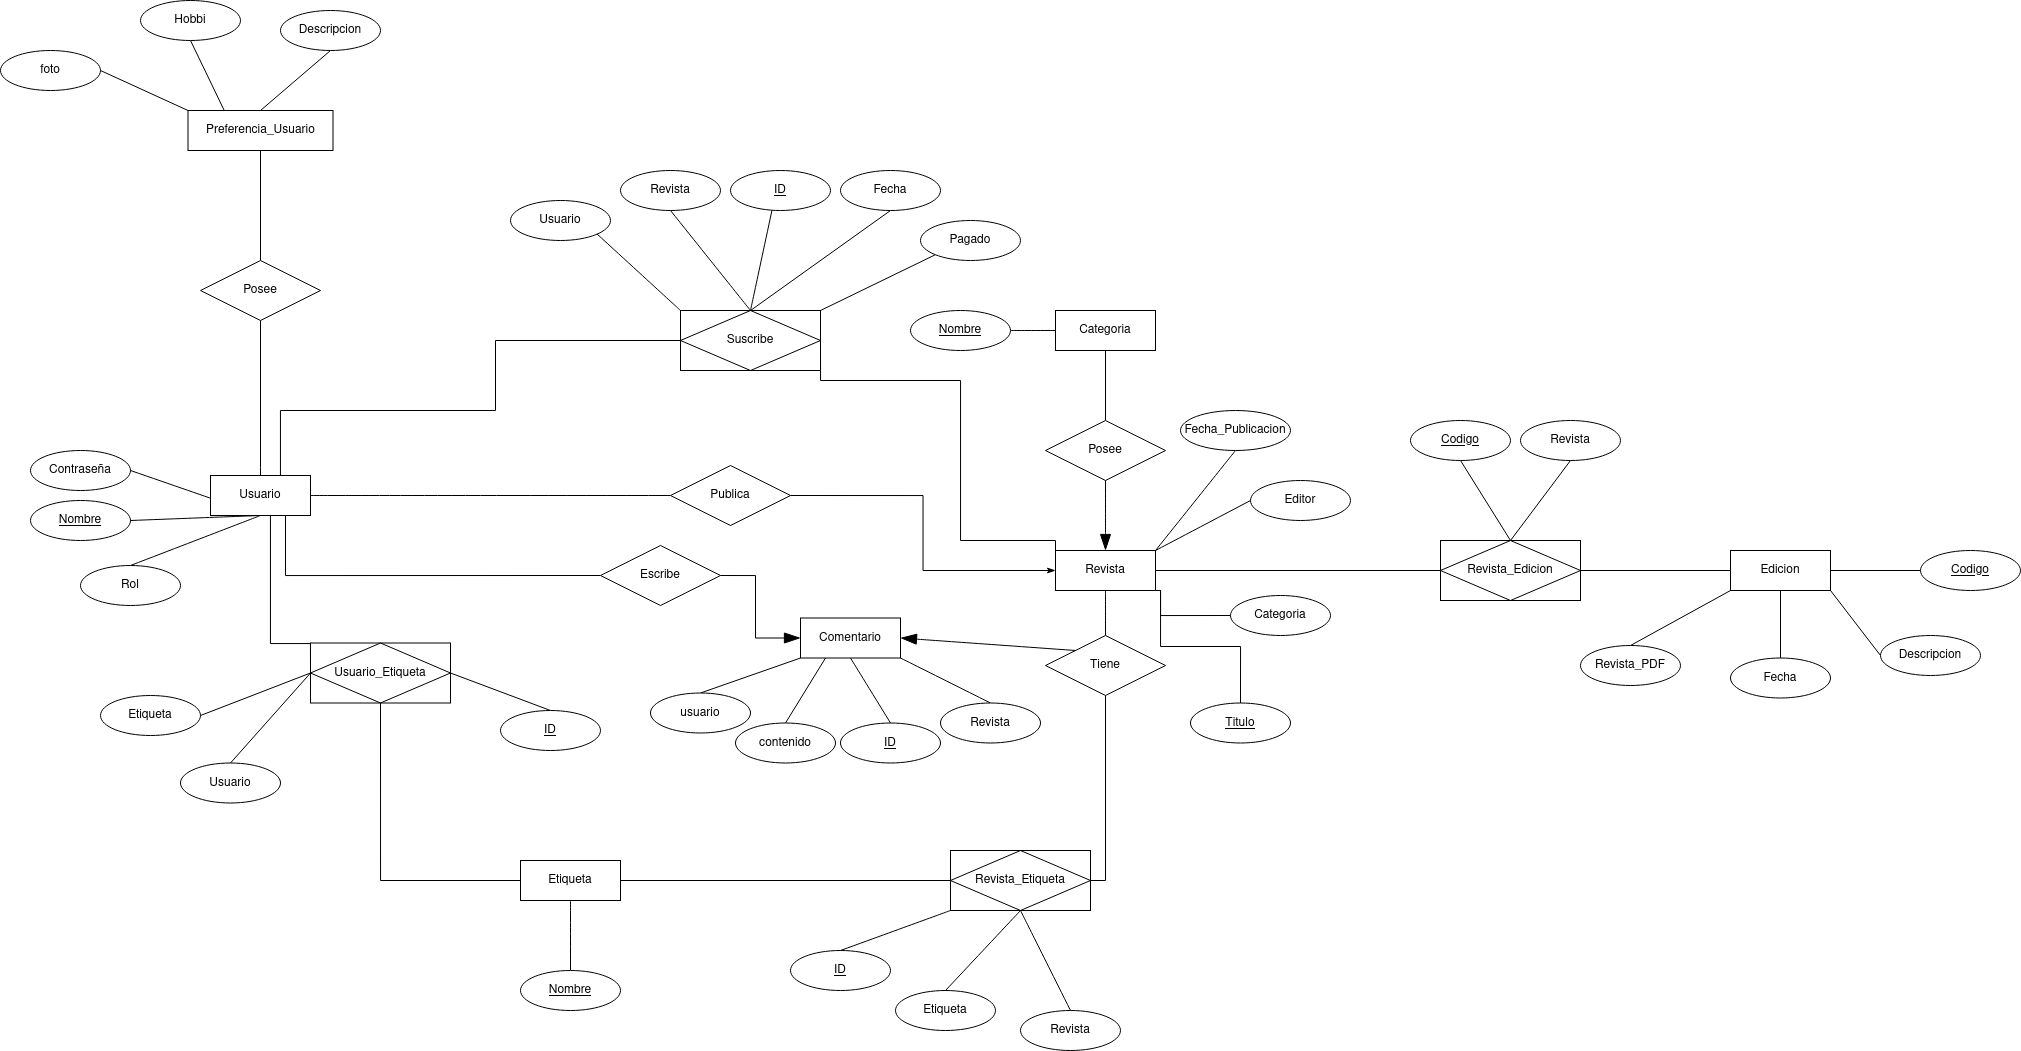 Hobbi
Descripcion
foto
Preferencia_Usuario
Revista
ID
Fecha
Usuario
Pagado
Posee
Suscribe
Nombre
Categoria
Fecha_Publicacion
Codigo
Revista
Posee
Contraseña
Usuario
Publica
Editor
Nombre
Escribe
Revista
Revista_Edicion
Edicion
Codigo
Rol
Categoria
Comentario
Descripcion
Usuario_Etiqueta
Tiene
Revista_PDF
Fecha
Etiqueta
usuario
Revista
Titulo
ID
contenido
ID
Usuario
Etiqueta
Revista_Etiqueta
ID
Nombre
Etiqueta
Revista